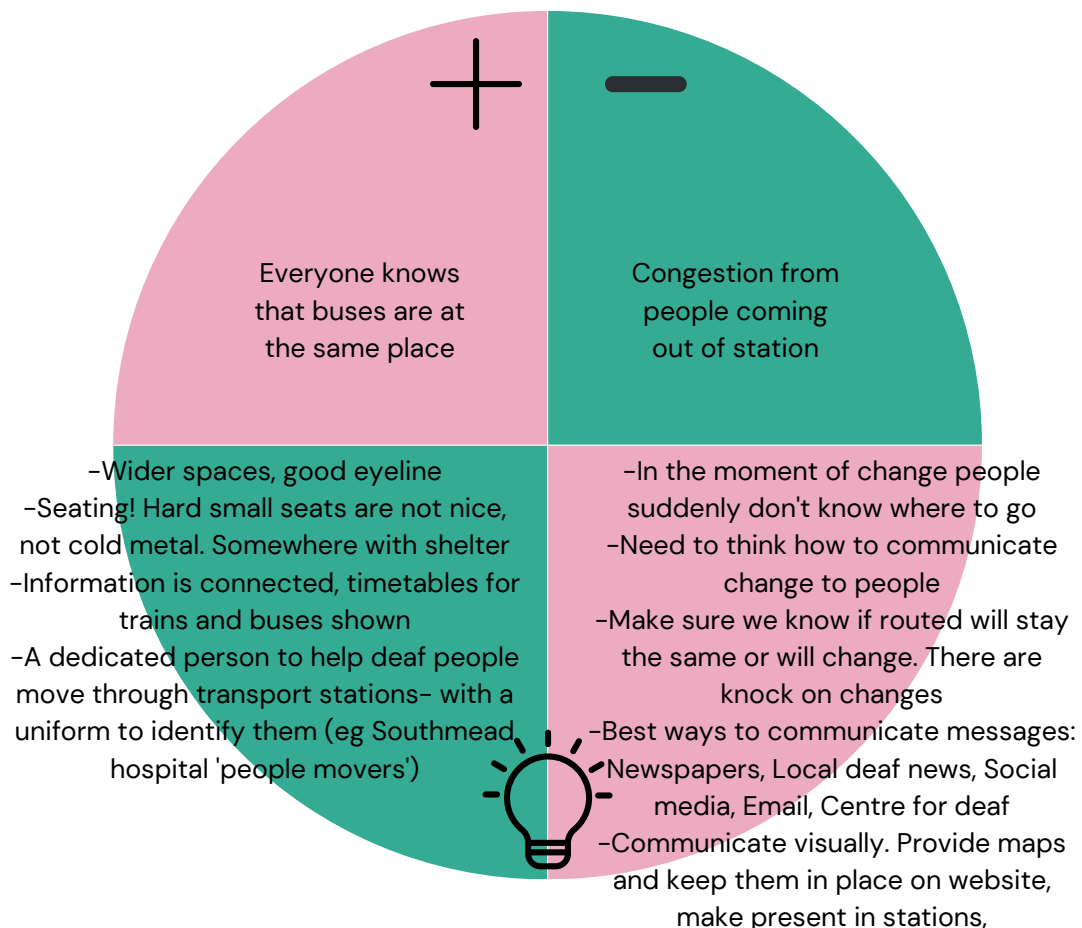 Everyone knows
that buses are at
the same place
Congestion from
people coming
out of station
-Wider spaces, good eyeline
-Seating! Hard small seats are not nice,
not cold metal. Somewhere with shelter
-Information is connected, timetables for
trains and buses shown
-A dedicated person to help deaf people
move through transport stations- with a
uniform to identify them (eg Southmead
hospital 'people movers')
-In the moment of change people
suddenly don't know where to go
-Need to think how to communicate
change to people
-Make sure we know if routed will stay
the same or will change. There are
knock on changes
-Best ways to communicate messages:
Newspapers, Local deaf news, Social
media, Email, Centre for deaf
-Communicate visually. Provide maps
and keep them in place on website,
make present in stations,